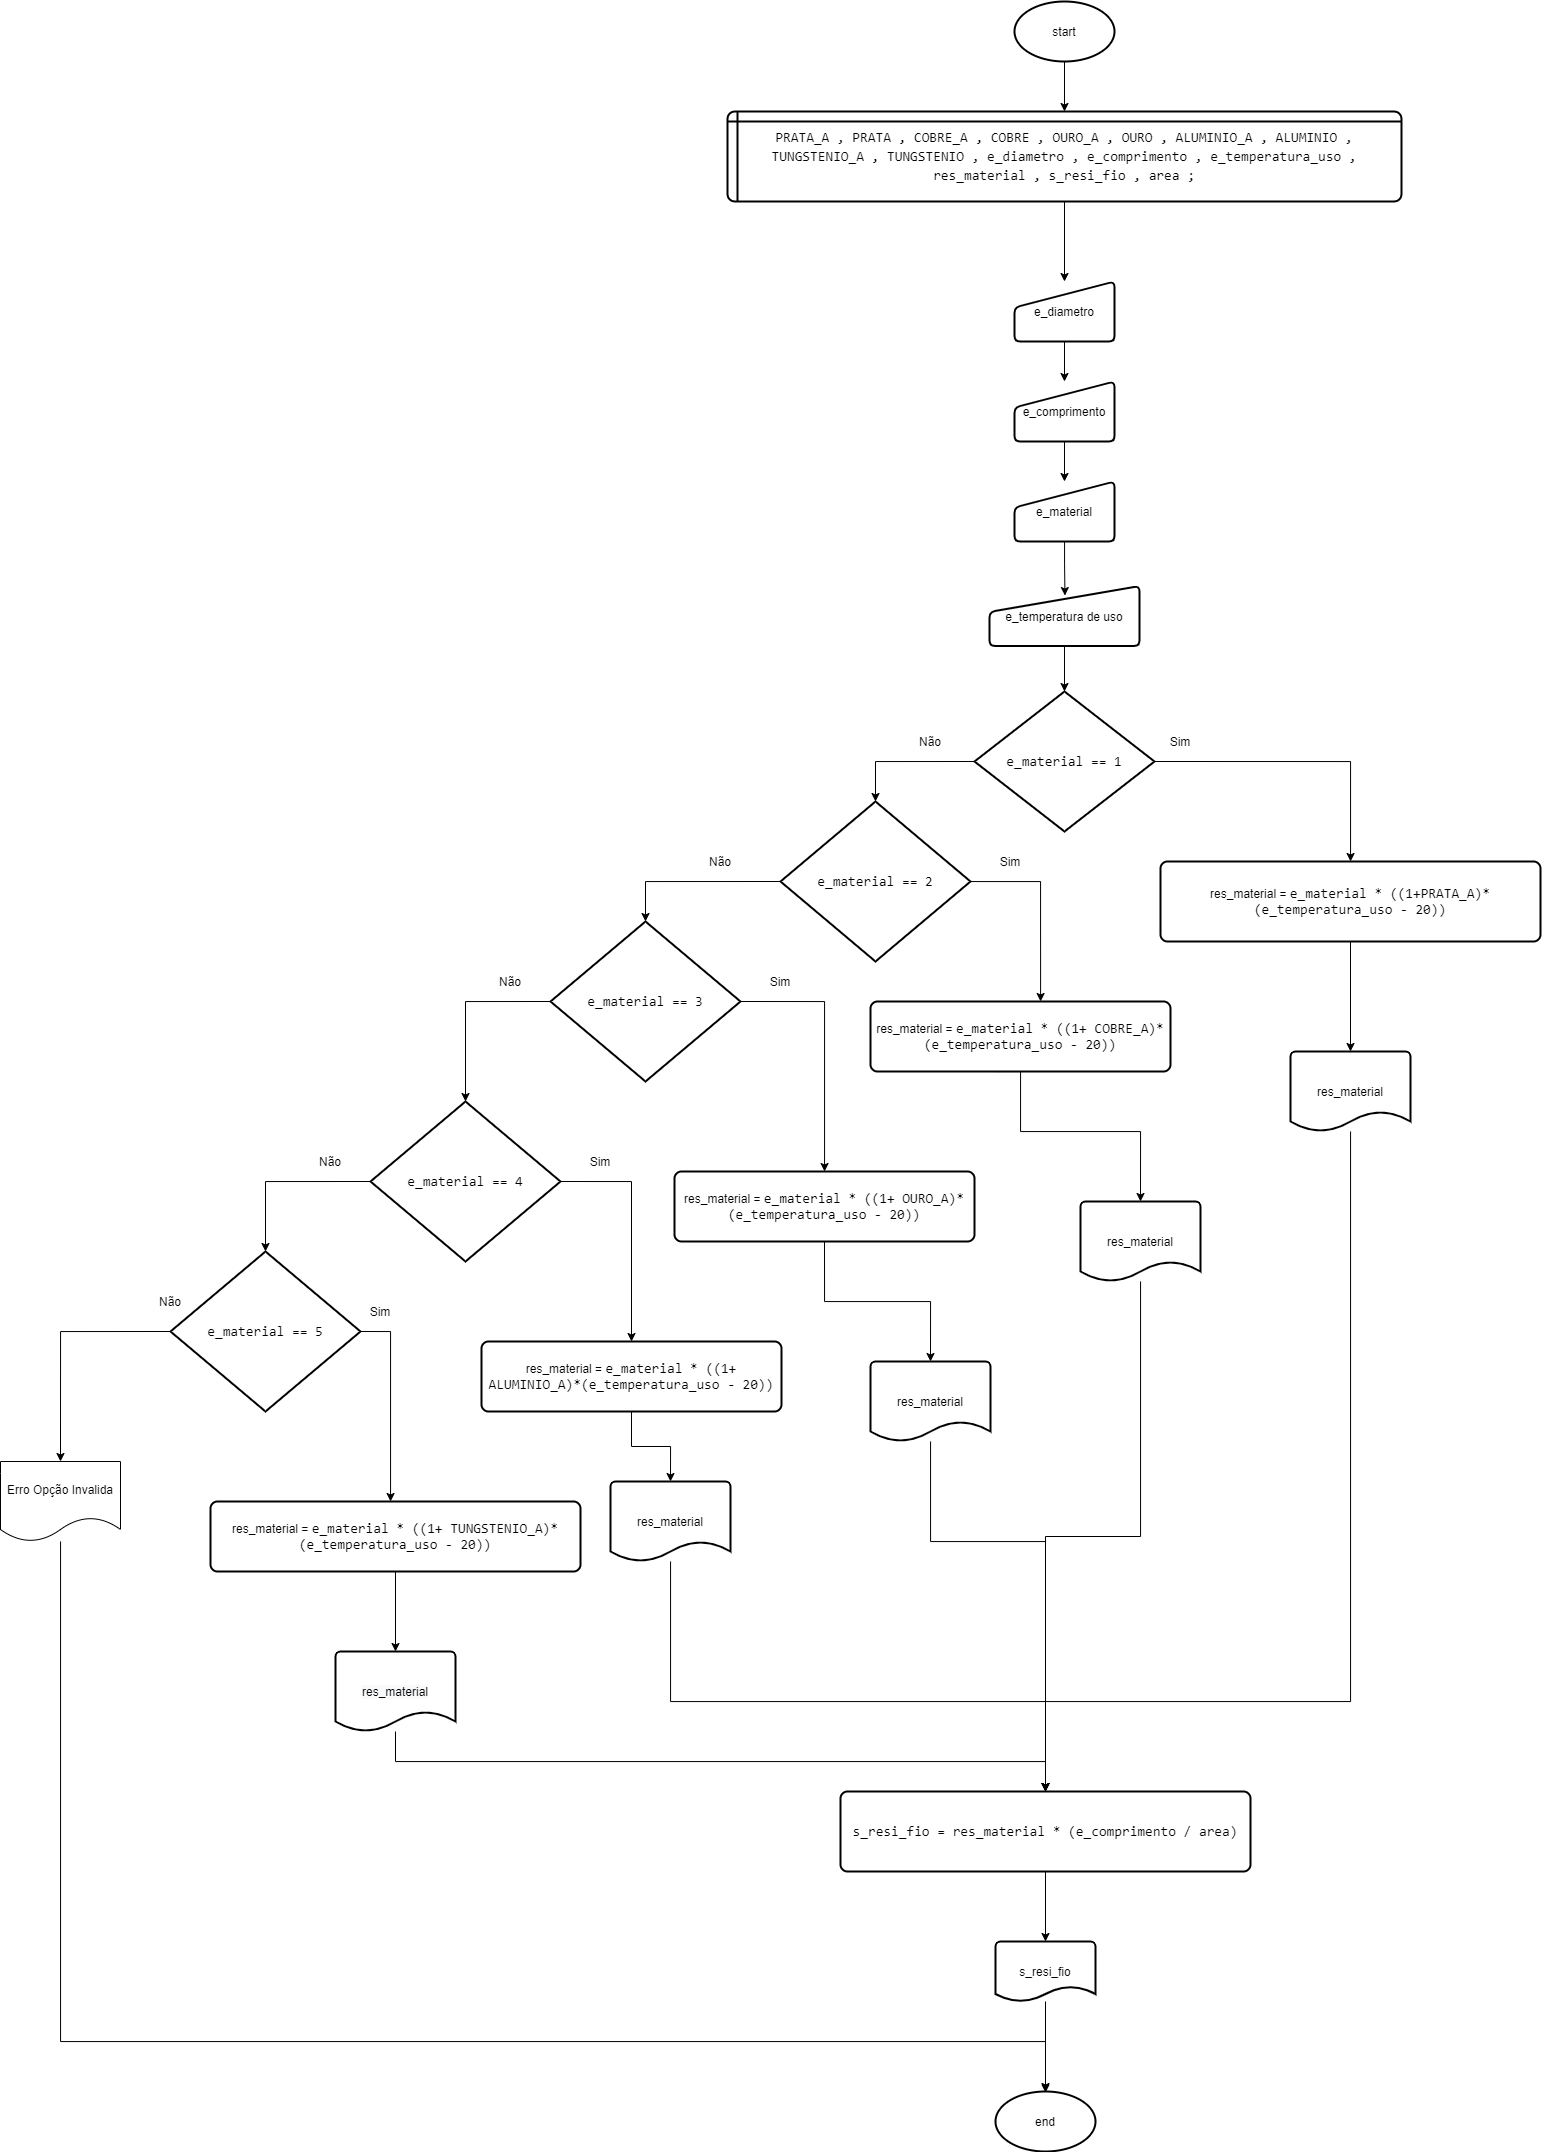 start
PRATA_A , PRATA , COBRE_A , COBRE , OURO_A , OURO , ALUMINIO_A , ALUMINIO ,
TUNGSTENIO_A , TUNGSTENIO , e_diametro , e_comprimento , e_temperatura_uso ,
res_material , s_resi_fio , area ;
e_diametro
e_comprimento
e_material
e_temperatura de uso
Não
Sim
e_material == 1
Não
Sim
e_material == 2
res_material = e_material * ((1+PRATA_A)*
(e_temperatura_uso - 20))
Não
Sim
e_material == 3
res_material = e_material * ((1+ COBRE_A)*
(e_temperatura_uso - 20))
res_material
Não
Sim
e_material == 4
res_material = e_material * ((1+ OURO_A)*
(e_temperatura_uso - 20))
res_material
Não
Sim
e_material == 5
res_material = e_material * ((1+
ALUMINIO_A)*(e_temperatura_uso - 20))
res_material
Erro Opção Invalida
res_material = e_material * ((1+ TUNGSTENIO_A)*
(e_temperatura_uso - 20))
res_material
res_material
s_resi_fio = res_material * (e_comprimento / area)
s_resi_fio
end